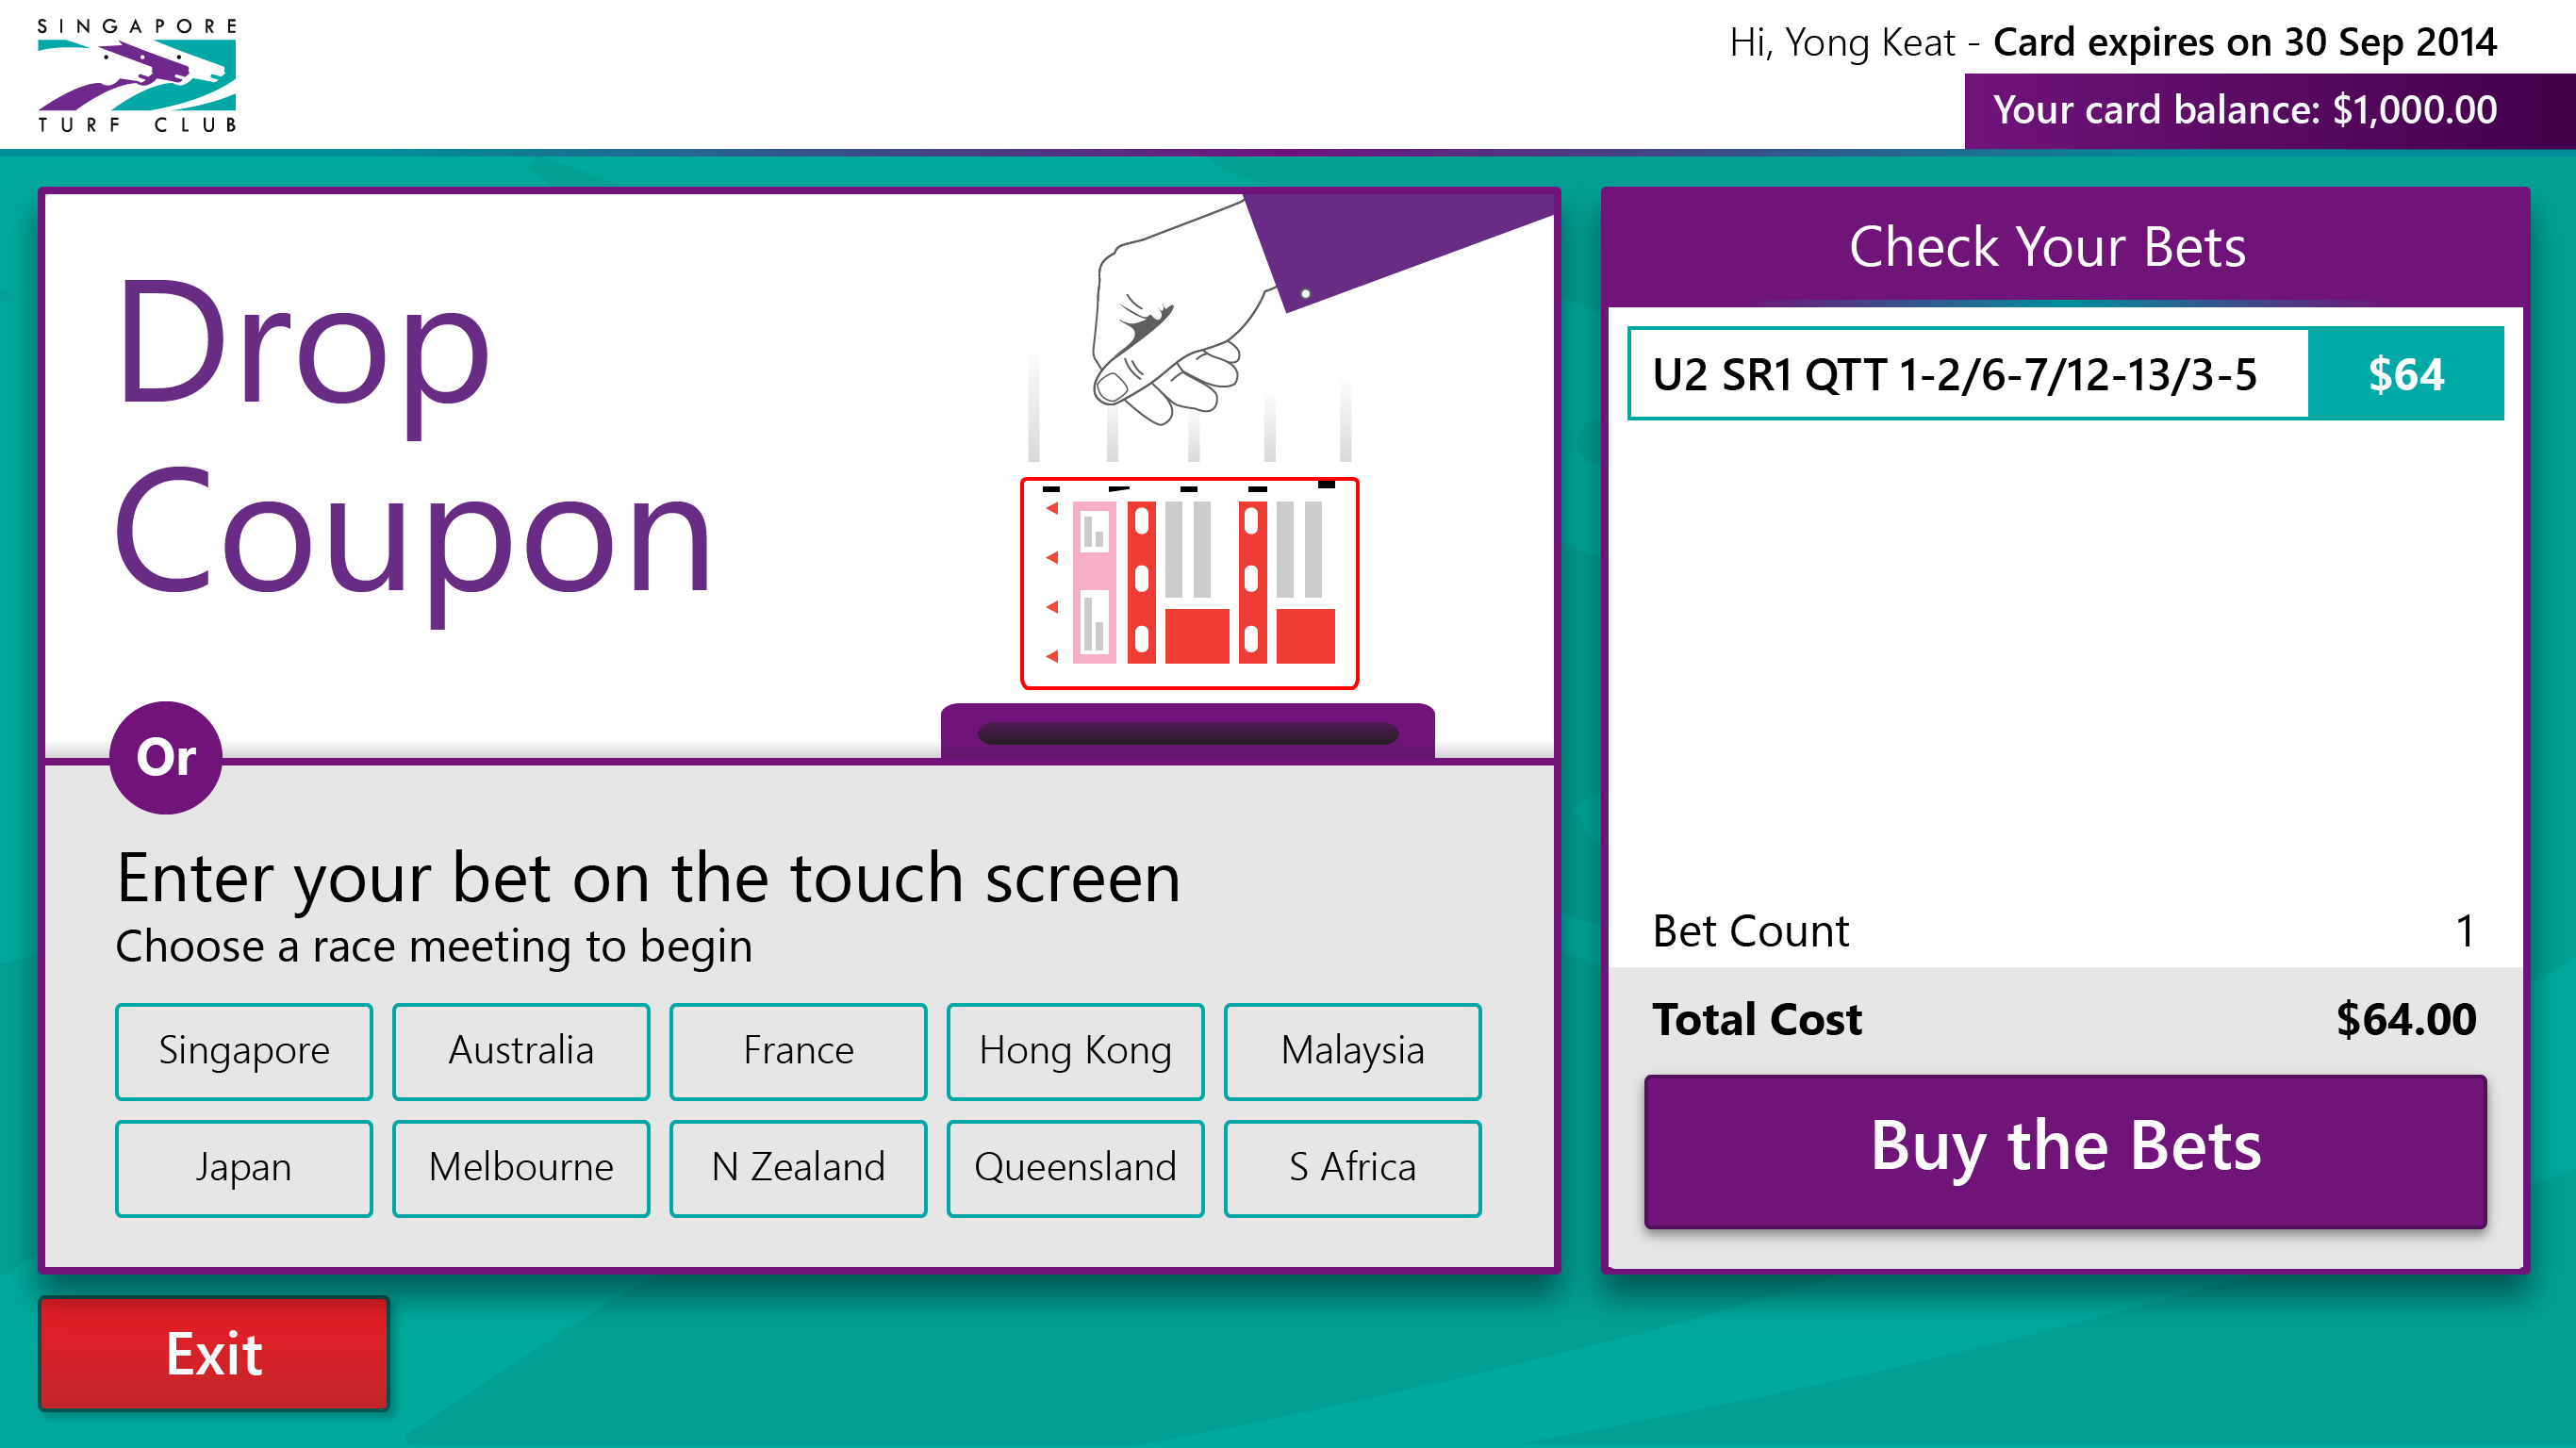 SINGAPORE
TURF CLUB
Hi, Yong Keat - Card expires on 30 Sep 2014
Your card balance: $1,000.00
Drop
Coupon
Or
Enter your bet on the touch screen
Choose a race meeting to begin
Singapore
Australia
France
Hong Kong
Malaysia
Japan
Melbourne
N Zealand
Queensland
S Africa
Check Your Bets
U2 SR1 QTT 1-2/6-7/12-13/3-5 $64
Bet Count 1
Total Cost $64.00
Buy the Bets
Exit